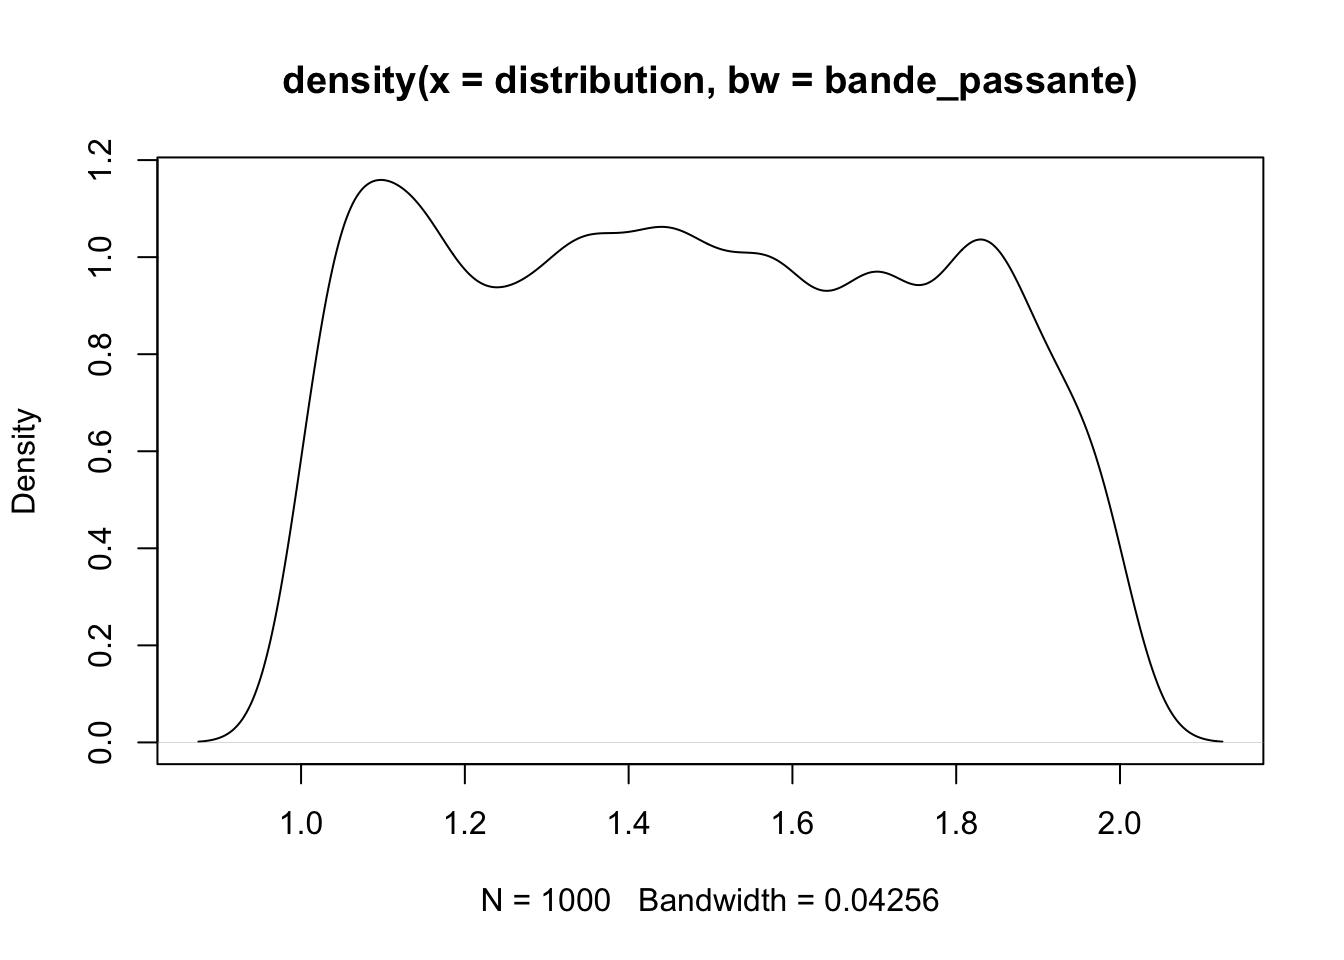 density(x = distribution, bw = bande_passante)
Density
1.2
1.0
0.8
0.6
0.4
0.2
0.0
1.0 1.2 1.4 1.6 1.8 2.0
N = 1000 Bandwidth = 0.04256